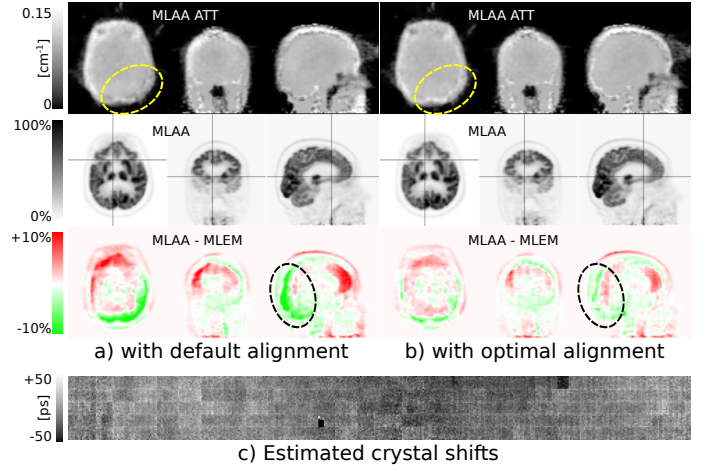 0.15
[cm⁻¹]
0
MLAA ATT
MLAA ATT
100%
0%
MLAA
MLAA
+10%
-10%
MLAA - MLEM
MLAA - MLEM
a) with default alignment
b) with optimal alignment
+50
[ps]
-50
c) Estimated crystal shifts